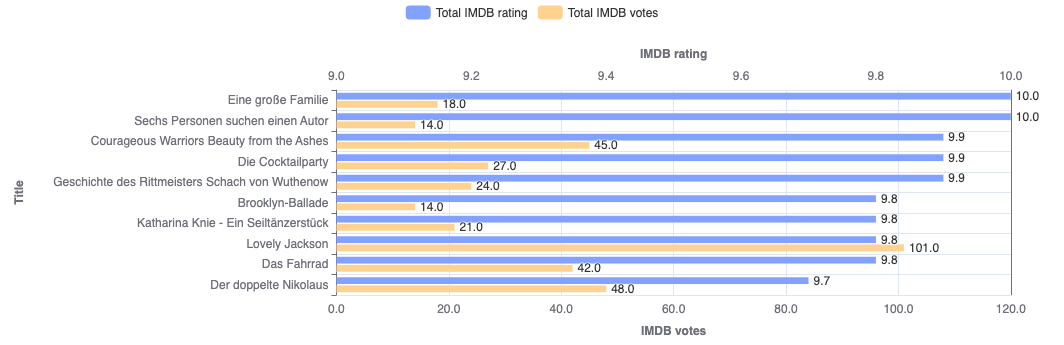 Total IMDB rating Total IMDB votes
IMDB rating
9.0 9.2 9.4 9.6 9.8 10.0
Eine große Familie 10.0 18.0
Sechs Personen suchen einen Autor 10.0 14.0
Courageous Warriors Beauty from the Ashes 9.9 45.0
Die Cocktailparty 9.9 27.0
Geschichte des Rittmeisters Schach von Wuthenow 9.9 24.0
Brooklyn-Ballade 9.8 14.0
Katharina Knie - Ein Seiltänzerstück 9.8 21.0
Lovely Jackson 9.8 101.0
Das Fahrrad 9.8 42.0
Der doppelte Nikolaus 9.7 48.0
Title
0.0 20.0 40.0 60.0 80.0 100.0 120.0
IMDB votes